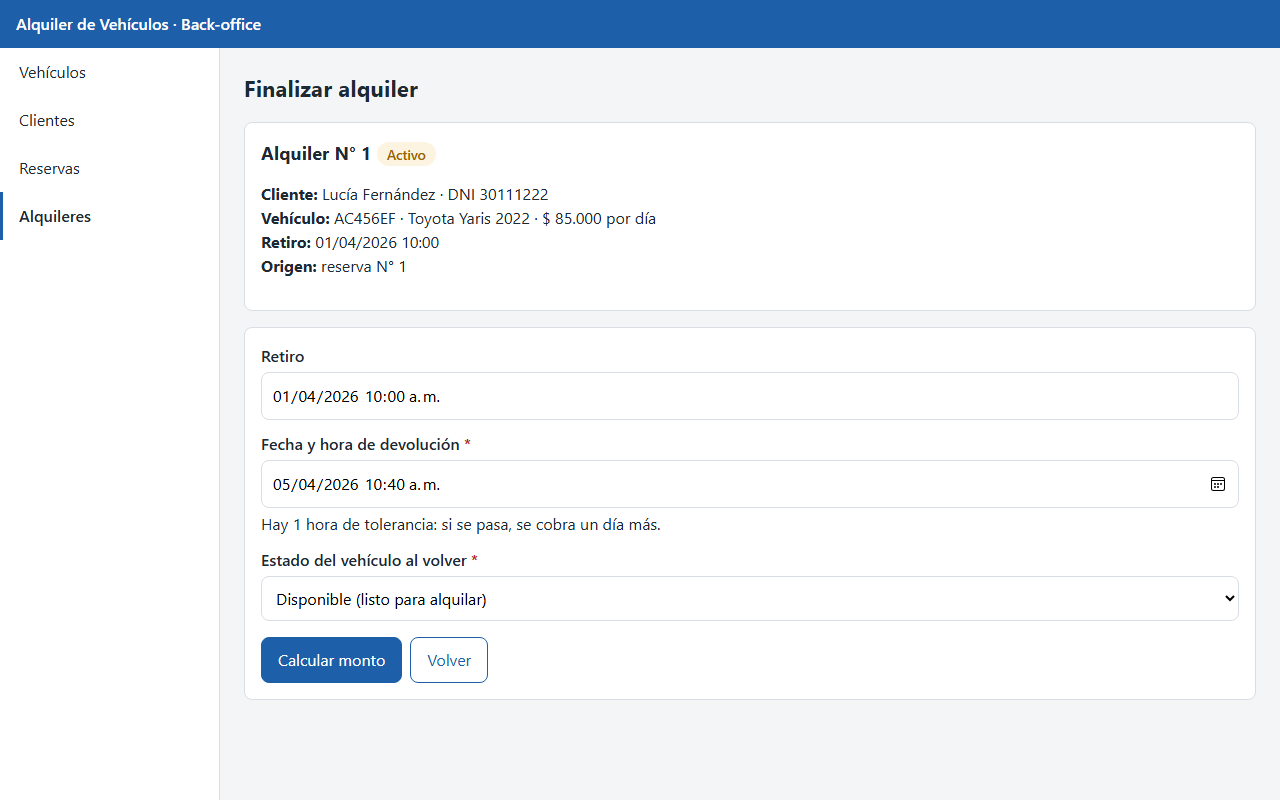 Alquiler de Vehículos · Back-office
Vehículos
Clientes
Reservas
Alquileres
Finalizar alquiler
Alquiler N° 1 Activo
Cliente: Lucía Fernández · DNI 30111222
Vehículo: AC456EF · Toyota Yaris 2022 · $ 85.000 por día
Retiro: 01/04/2026 10:00
Origen: reserva N° 1
Retiro
01/04/2026 10:00 a. m.
Fecha y hora de devolución *
05/04/2026 10:40 a. m.
Hay 1 hora de tolerancia: si se pasa, se cobra un día más.
Estado del vehículo al volver *
Disponible (listo para alquilar)
Calcular monto Volver